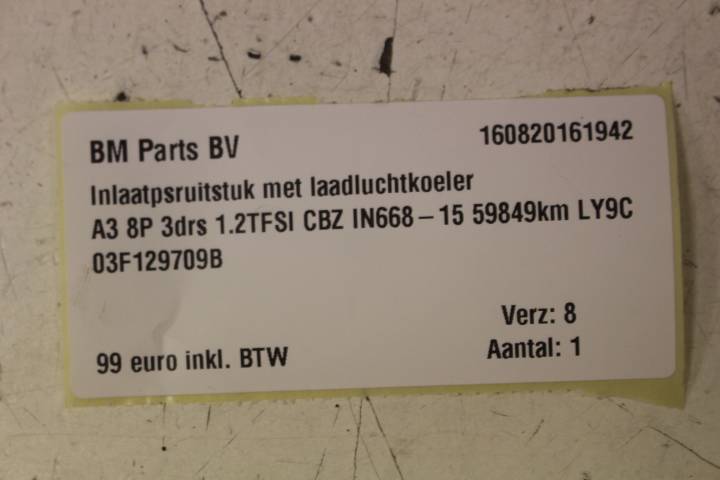 BM Parts BV 160820161942
Inlaatpsruitstuk met laadluchtkoeler
A3 8P 3drs 1.2TFSI CBZ IN668-15 59849km LY9C
03F129709B
Verz: 8
99 euro inkl. BTW Aantal: 1